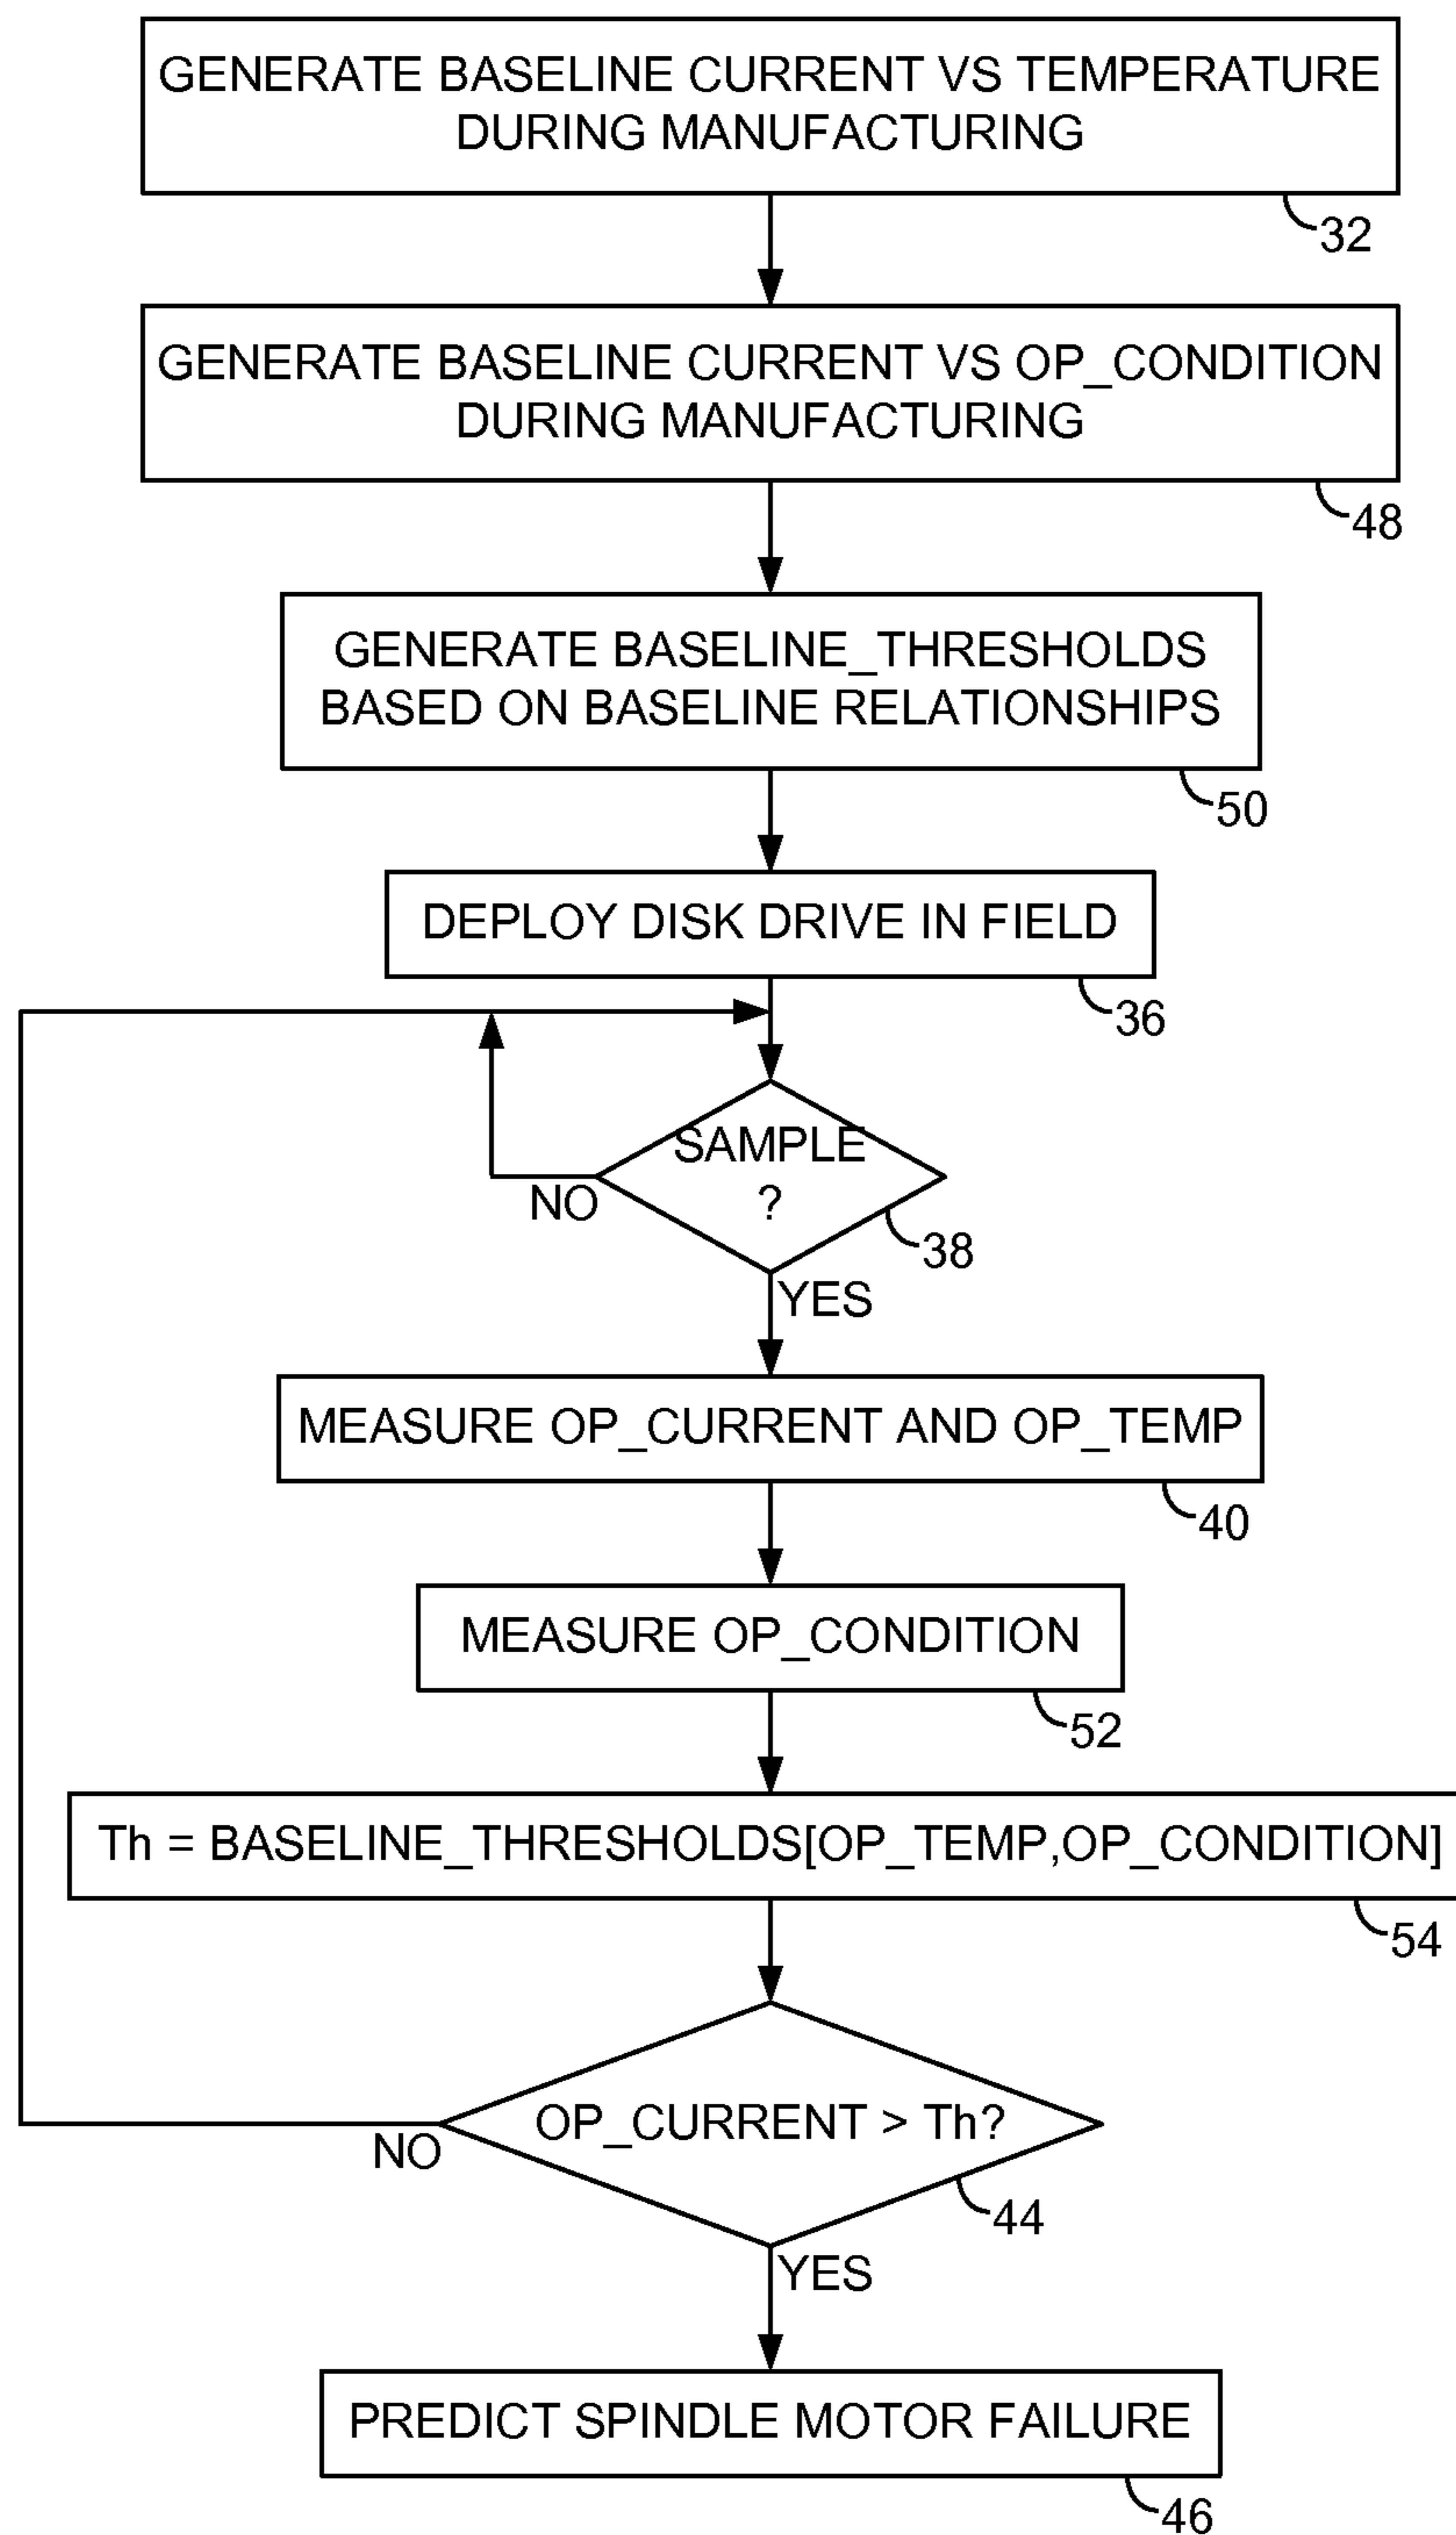 GENERATE BASELINE CURRENT VS TEMPERATURE
DURING MANUFACTURING
32
GENERATE BASELINE CURRENT VS OP_CONDITION
DURING MANUFACTURING
48
GENERATE BASELINE_THRESHOLDS
BASED ON BASELINE RELATIONSHIPS
50
DEPLOY DISK DRIVE IN FIELD
36
SAMPLE
?
NO
38
YES
MEASURE OP_CURRENT AND OP_TEMP
40
MEASURE OP_CONDITION
52
Th = BASELINE_THRESHOLDS[OP_TEMP,OP_CONDITION]
54
OP_CURRENT > Th?
NO
44
YES
PREDICT SPINDLE MOTOR FAILURE
46